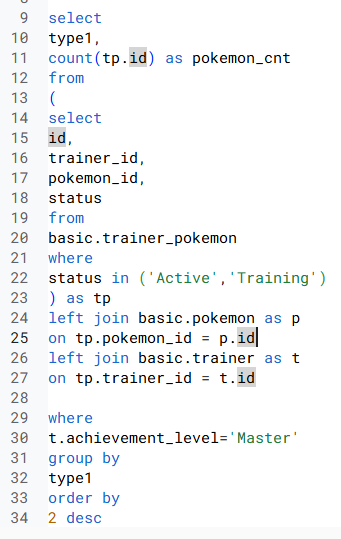 9 select
10 type1,
11 count(tp.id) as pokemon_cnt
12 from
13 (
14 select
15 id,
16 trainer_id,
17 pokemon_id,
18 status
19 from
20 basic.trainer_pokemon
21 where
22 status in ('Active','Training')
23 ) as tp
24 left join basic.pokemon as p
25 on tp.pokemon_id = p.id
26 left join basic.trainer as t
27 on tp.trainer_id = t.id
28
29 where
30 t.achievement_level='Master'
31 group by
32 type1
33 order by
34 2 desc